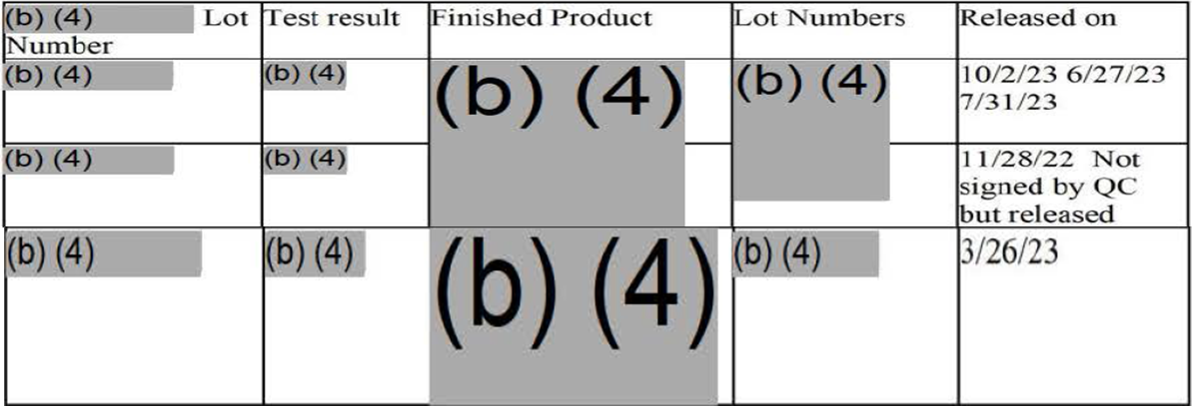 (b) (4) Lot Test result Finished Product Lot Numbers Released on
Number
(b) (4) (b) (4) (b) (4) (b) (4) 10/2/23 6/27/23
7/31/23
(b) (4) (b) (4) 11/28/22 Not
signed by QC
but released
(b) (4) (b) (4) (b) (4) (b) (4) 3/26/23